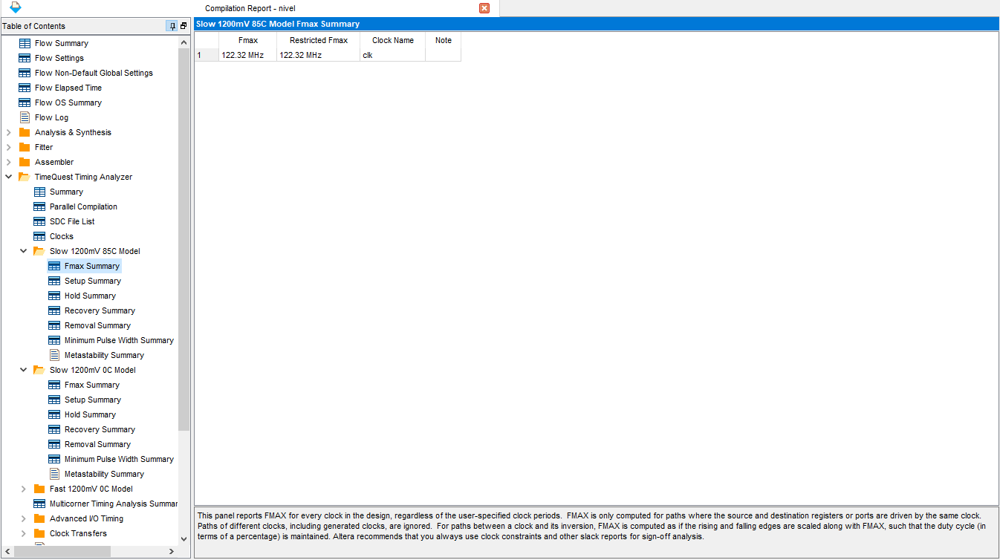 Compilation Report - nivel
Table of Contents
Flow Summary
Flow Settings
Flow Non-Default Global Settings
Flow Elapsed Time
Flow OS Summary
Flow Log
Analysis & Synthesis
Fitter
Assembler
TimeQuest Timing Analyzer
Summary
Parallel Compilation
SDC File List
Clocks
Slow 1200mV 85C Model
Fmax Summary
Setup Summary
Hold Summary
Recovery Summary
Removal Summary
Minimum Pulse Width Summary
Metastability Summary
Slow 1200mV 0C Model
Fmax Summary
Setup Summary
Hold Summary
Recovery Summary
Removal Summary
Minimum Pulse Width Summary
Metastability Summary
Fast 1200mV 0C Model
Multicorner Timing Analysis Summar
Advanced I/O Timing
Clock Transfers
Slow 1200mV 85C Model Fmax Summary
Fmax Restricted Fmax Clock Name Note
1 122.32 MHz 122.32 MHz clk
This panel reports FMAX for every clock in the design, regardless of the user-specified clock periods.  FMAX is only computed for paths where the source and destination registers or ports are driven by the same clock.
Paths of different clocks, including generated clocks, are ignored.  For paths between a clock and its inversion, FMAX is computed as if the rising and falling edges are scaled along with FMAX, such that the duty cycle (in
terms of a percentage) is maintained. Altera recommends that you always use clock constraints and other slack reports for sign-off analysis.